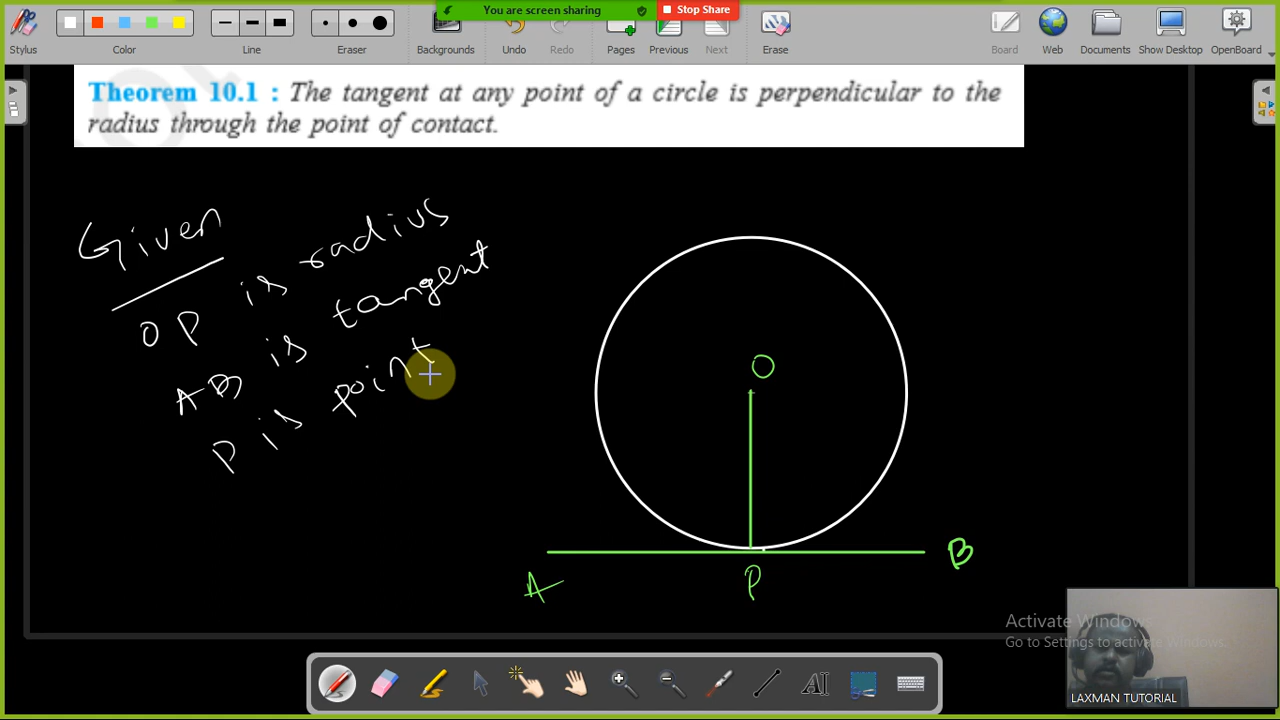 You are screen sharing
Stop Share
Stylus
Color
Line
Eraser
Backgrounds
Undo
Redo
Pages
Previous
Next
Erase
Board
Web
Documents
Show Desktop
OpenBoard
Theorem 10.1 : The tangent at any point of a circle is perpendicular to the
radius through the point of contact.
Given
OP is radius
AB is tangent
P is point
O
A
P
B
Activate Windows
Go to Settings to activate Windows.
AI
LAXMAN TUTORIAL